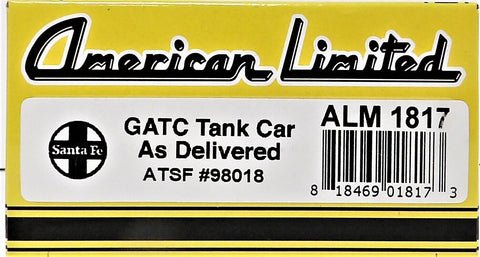 American Limited
Santa Fe
GATC Tank Car
As Delivered
ATSF #98018
ALM 1817
8 18469 01817 3